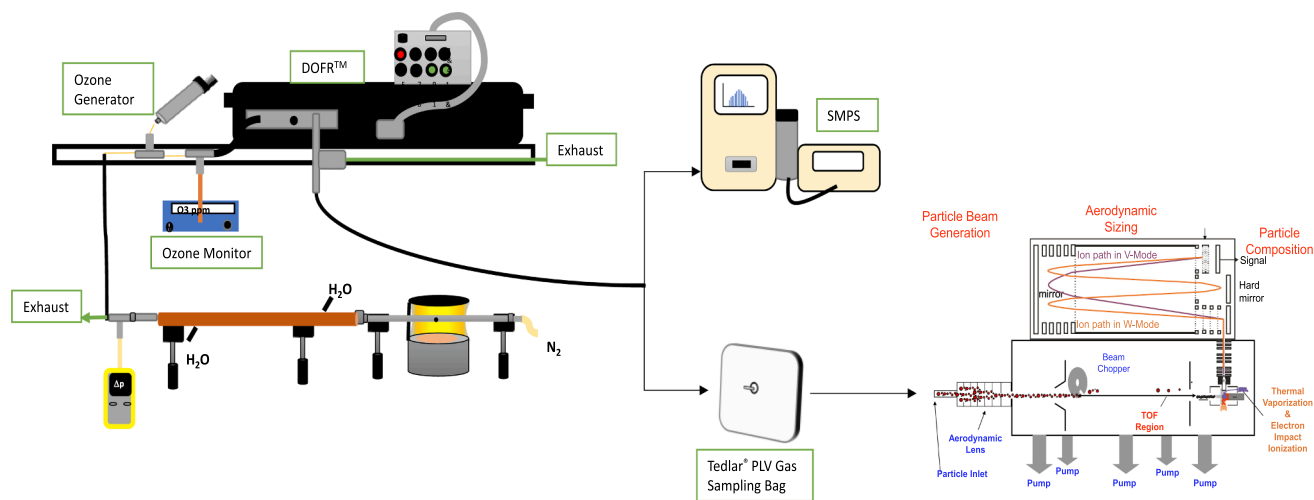 Ozone
Generator
DOFR™
Exhaust
O3 ppm
Ozone Monitor
Exhaust
H₂O
H₂O
N₂
Δp
SMPS
Tedlar® PLV Gas
Sampling Bag
Particle Beam
Generation
Aerodynamic
Sizing
Particle
Composition
Ion path in V-Mode
Signal
mirror
Hard
mirror
Ion path in W-Mode
Beam
Chopper
TOF
Region
Thermal
Vaporization
&
Electron
Impact
Ionization
Aerodynamic
Lens
Particle Inlet
Pump
Pump
Pump
Pump
Pump